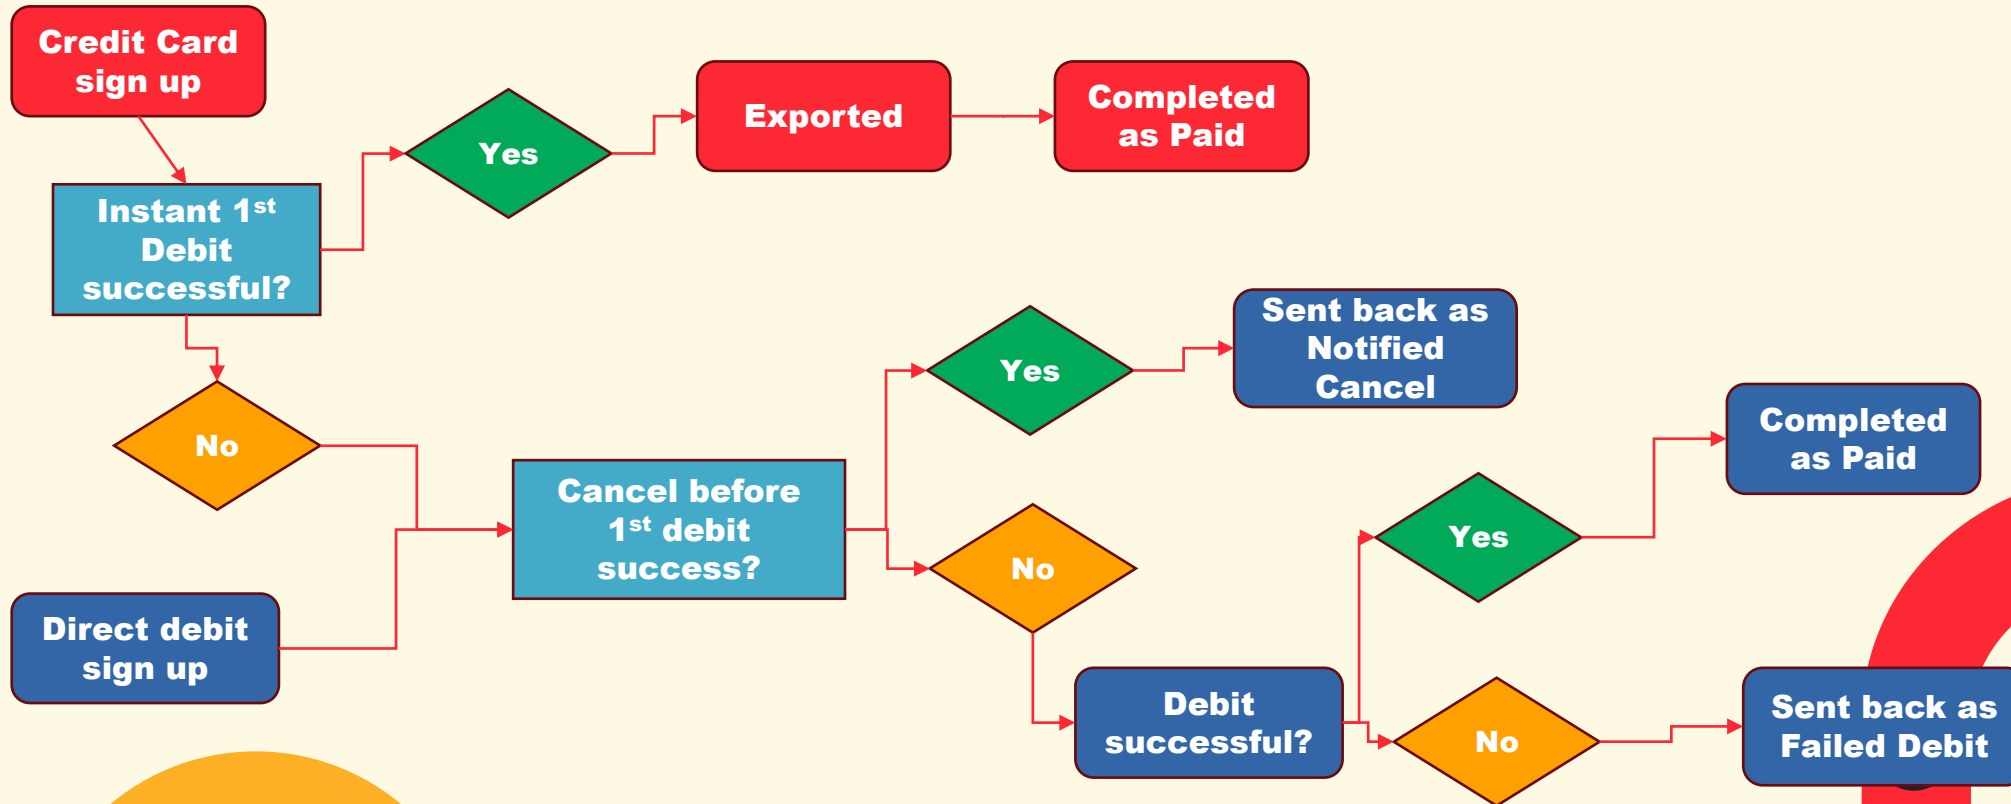 Credit Card
sign up
Instant 1st
Debit
successful?
Yes
Exported
Completed
as Paid
No
Direct debit
sign up
Cancel before
1st debit
success?
Yes
Sent back as
Notified
Cancel
No
Debit
successful?
Yes
Completed
as Paid
No
Sent back as
Failed Debit